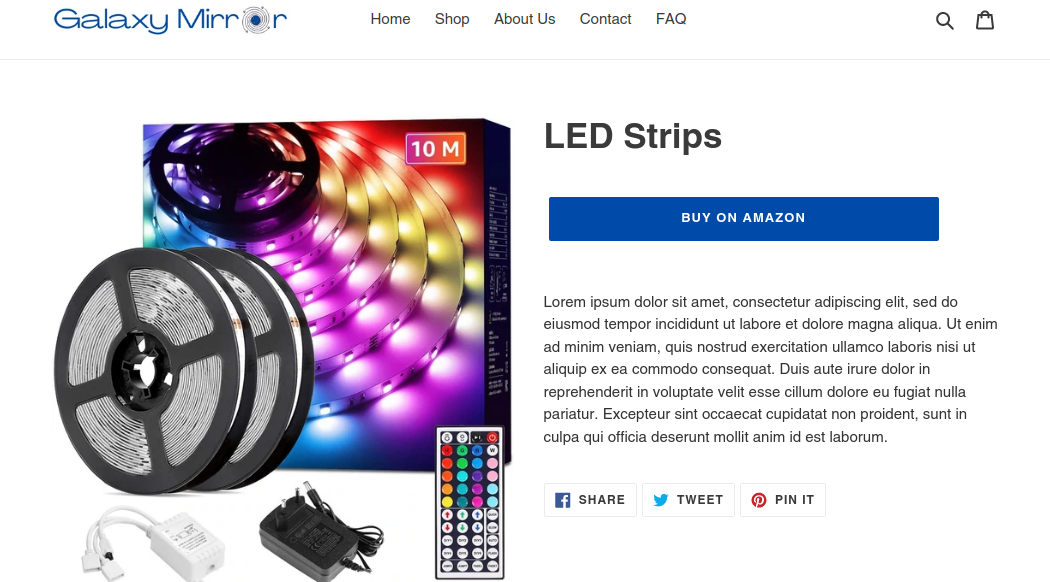 Galaxy Mirror
Home Shop About Us Contact FAQ
10 M
LED Strips
BUY ON AMAZON
Lorem ipsum dolor sit amet, consectetur adipiscing elit, sed do
eiusmod tempor incididunt ut labore et dolore magna aliqua. Ut enim
ad minim veniam, quis nostrud exercitation ullamco laboris nisi ut
aliquip ex ea commodo consequat. Duis aute irure dolor in
reprehenderit in voluptate velit esse cillum dolore eu fugiat nulla
pariatur. Excepteur sint occaecat cupidatat non proident, sunt in
culpa qui officia deserunt mollit anim id est laborum.
SHARE TWEET PIN IT